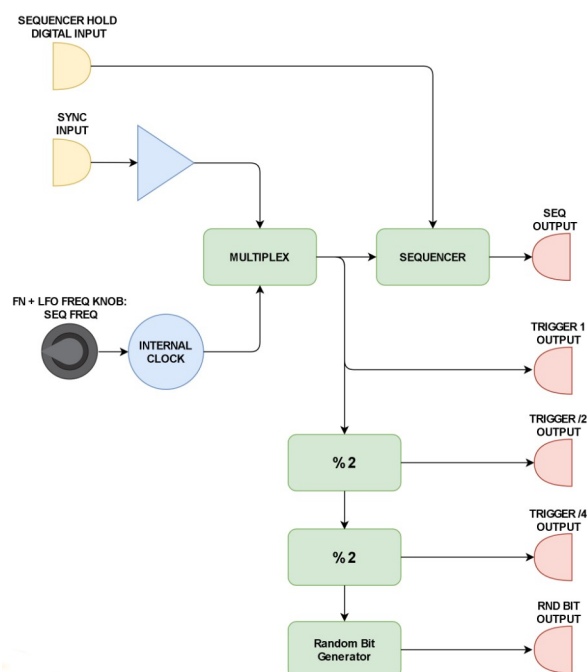 SEQUENCER HOLD
DIGITAL INPUT
SYNC
INPUT
SEQ
OUTPUT
MULTIPLEX
SEQUENCER
FN + LFO FREQ KNOB:
SEQ FREQ
INTERNAL
CLOCK
TRIGGER 1
OUTPUT
TRIGGER /2
OUTPUT
%2
TRIGGER /4
OUTPUT
%2
RND BIT
OUTPUT
Random Bit
Generator